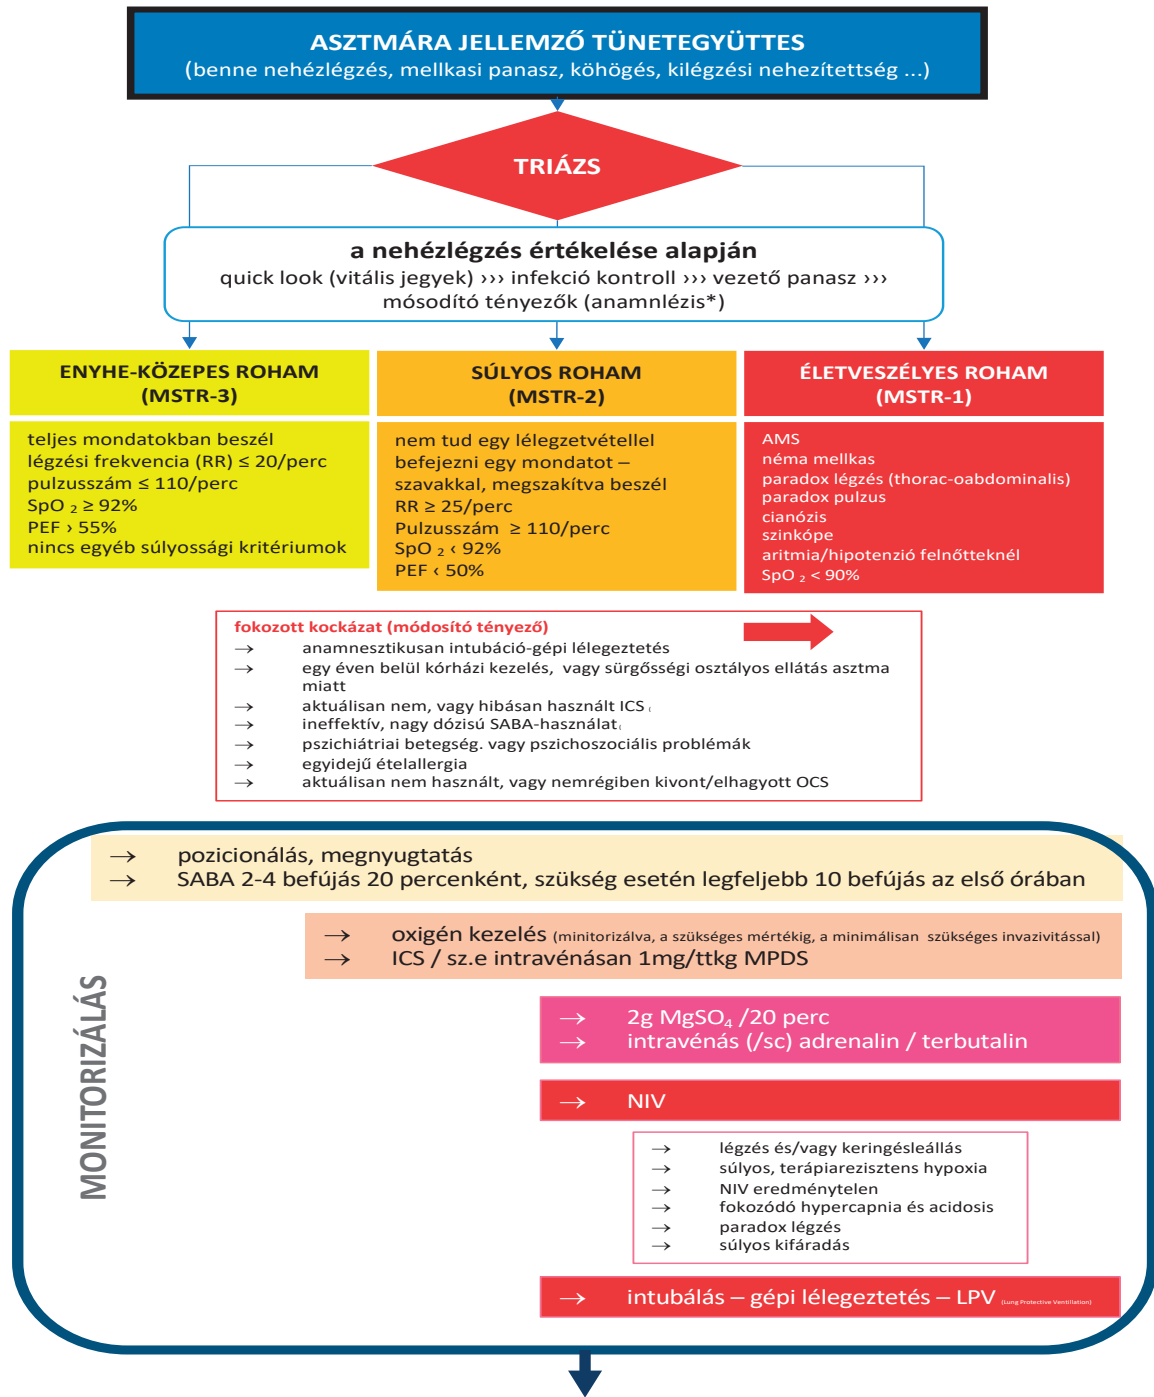 ASZTMÁRA JELLEMZŐ TÜNETEGYÜTTES
(benne nehézlégzés, mellkasi panasz, köhögés, kilégzési nehezítettség ...)
TRIÁZS
a nehézlégzés értékelése alapján
quick look (vitális jegyek) ››› infekció kontroll ››› vezető panasz ›››
mósodító tényezők (anamnlézis*)
ENYHE-KÖZEPES ROHAM
(MSTR-3)
teljes mondatokban beszél
légzési frekvencia (RR) ≤ 20/perc
pulzusszám ≤ 110/perc
SpO ₂ ≥ 92%
PEF › 55%
nincs egyéb súlyossági kritériumok
SÚLYOS ROHAM
(MSTR-2)
nem tud egy lélegzetvétellel
befejezni egy mondatot –
szavakkal, megszakítva beszél
RR ≥ 25/perc
Pulzusszám ≥ 110/perc
SpO ₂ ‹ 92%
PEF ‹ 50%
ÉLETVESZÉLYES ROHAM
(MSTR-1)
AMS
néma mellkas
paradox légzés (thorac-oabdominalis)
paradox pulzus
cianózis
szinkópe
aritmia/hipotenzió felnőtteknél
SpO ₂ < 90%
fokozott kockázat (módosító tényező)
→ anamnesztikusan intubáció-gépi lélegeztetés
→ egy éven belül kórházi kezelés, vagy sürgősségi osztályos ellátás asztma
miatt
→ aktuálisan nem, vagy hibásan használt ICS
→ ineffektív, nagy dózisú SABA-használat
→ pszichiátriai betegség. vagy pszichoszociális problémák
→ egyidejű ételallergia
→ aktuálisan nem használt, vagy nemrégiben kivont/elhagyott OCS
MONITORIZÁLÁS
→ pozicionálás, megnyugtatás
→ SABA 2-4 befújás 20 percenként, szükség esetén legfeljebb 10 befújás az első órában
→ oxigén kezelés (minitorizálva, a szükséges mértékig, a minimálisan szükséges invazivitással)
→ ICS / sz.e intravénásan 1mg/ttkg MPDS
→ 2g MgSO₄ /20 perc
→ intravénás (/sc) adrenalin / terbutalin
→ NIV
→ légzés és/vagy keringésleállás
→ súlyos, terápiarezisztens hypoxia
→ NIV eredménytelen
→ fokozódó hypercapnia és acidosis
→ paradox légzés
→ súlyos kifáradás
→ intubálás – gépi lélegeztetés – LPV (Lung Protective Ventillation)